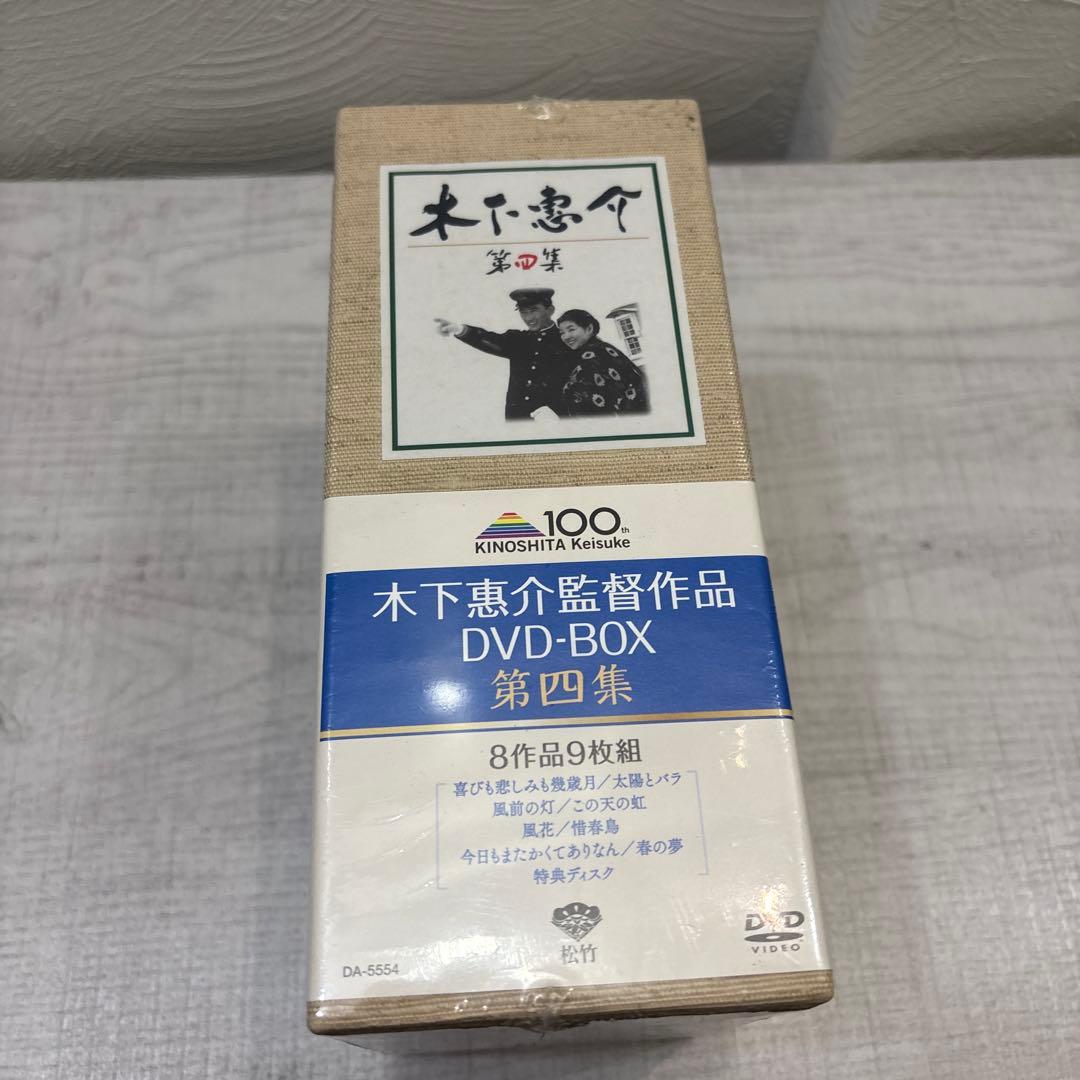 木下惠介
第四集
100th
KINOSHITA Keisuke
木下惠介監督作品
DVD-BOX
第四集
8作品9枚組
喜びも悲しみも幾歳月/太陽とバラ
風前の灯/この天の虹
風花/惜春鳥
今日もまたかくてありなん/春の夢
特典ディスク
松竹
DVD
VIDEO
DA-5554